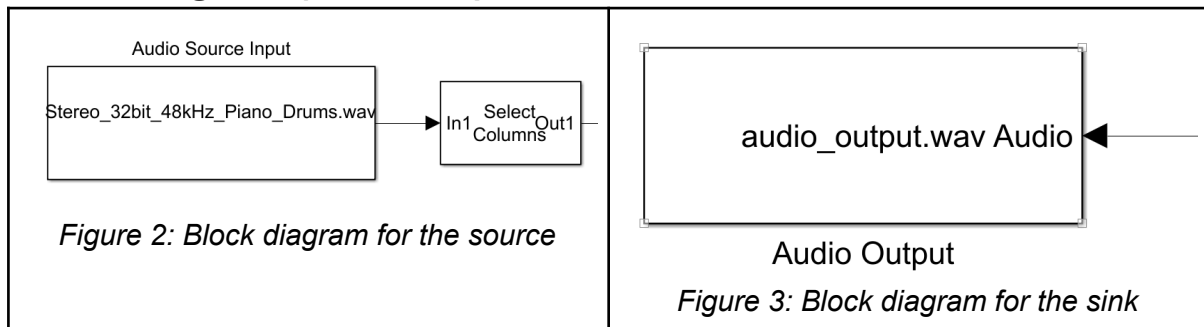 Audio Source Input
Stereo_32bit_48kHz_Piano_Drums.wav
In1
Select
Columns
Out1
Figure 2: Block diagram for the source
audio_output.wav Audio
Audio Output
Figure 3: Block diagram for the sink